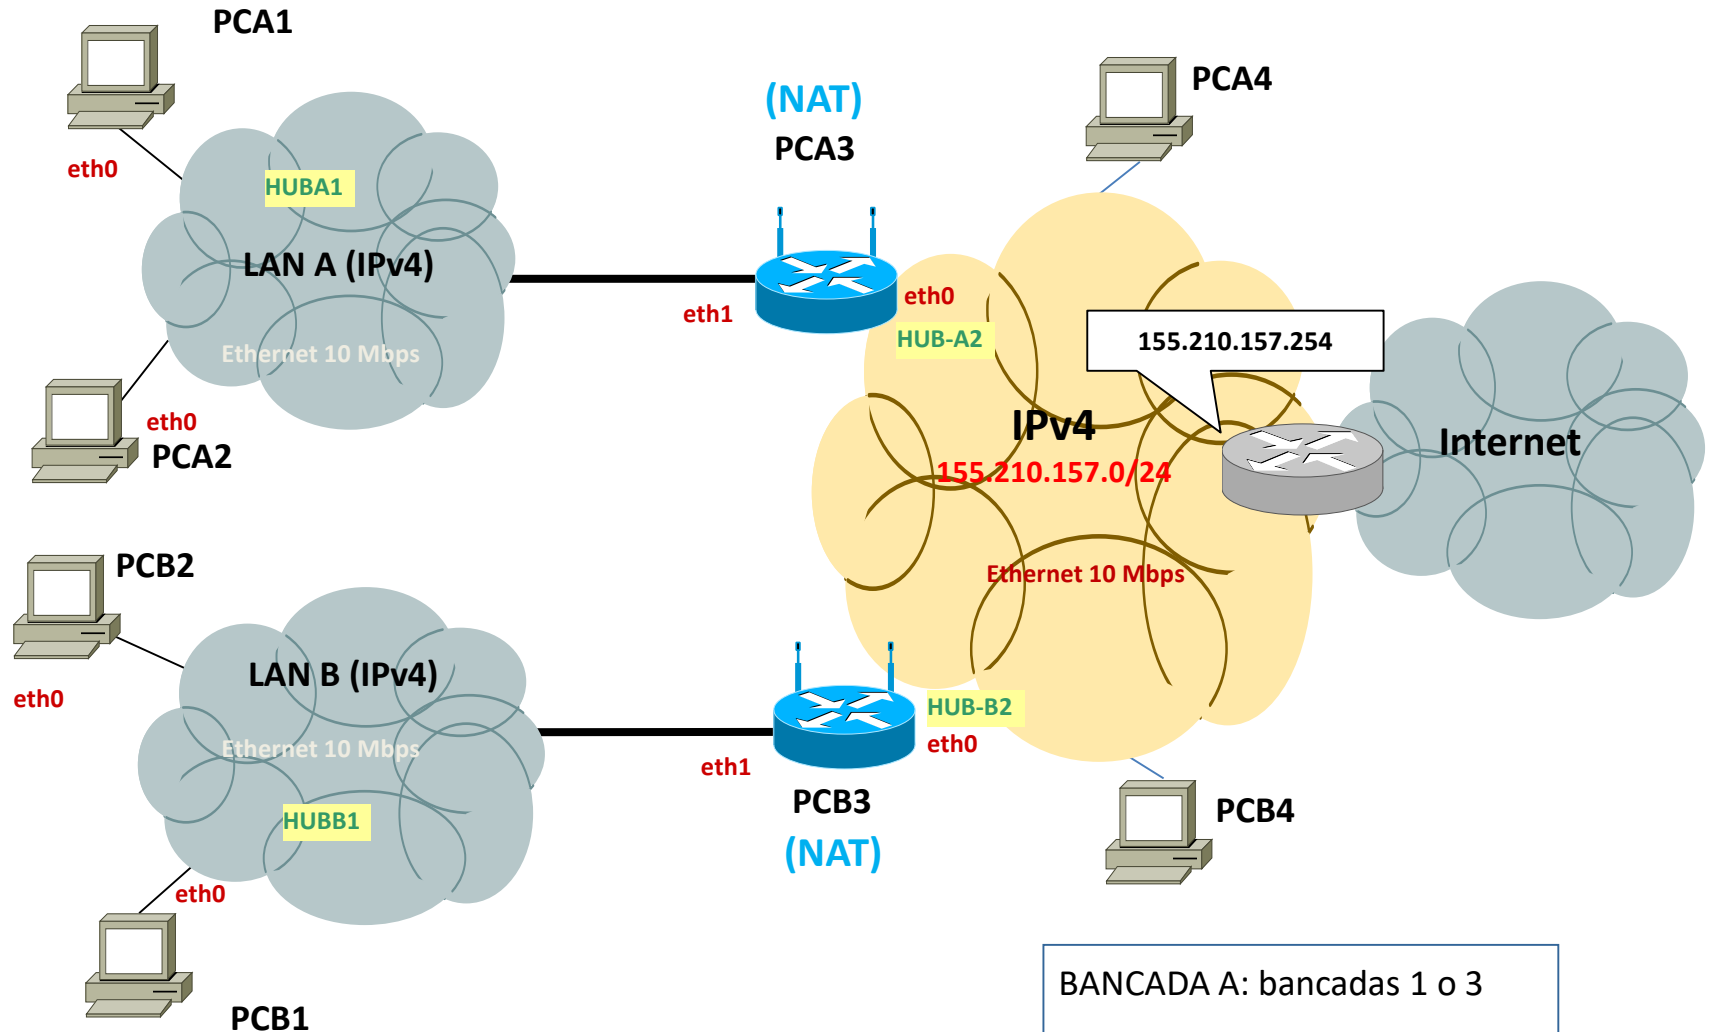 PCA1
eth0
HUBA1
LAN A (IPv4)
Ethernet 10 Mbps
eth0
PCA2
(NAT)
PCA3
eth1
eth0
HUB-A2
PCA4
155.210.157.254
IPv4
155.210.157.0/24
Ethernet 10 Mbps
Internet
PCB2
eth0
LAN B (IPv4)
Ethernet 10 Mbps
HUBB1
eth0
PCB1
eth1
HUB-B2
eth0
PCB3
(NAT)
PCB4
BANCADA A: bancadas 1 o 3